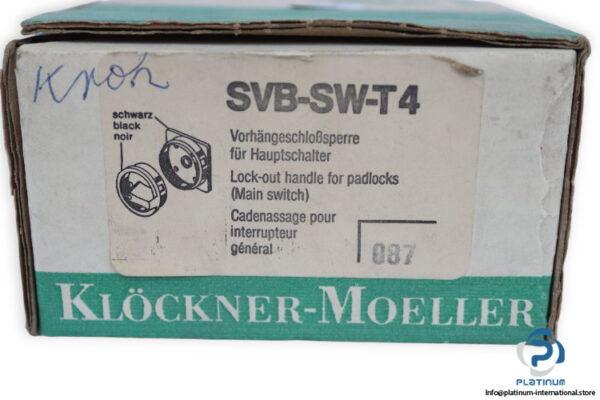 Kroh
SVB-SW-T4
schwarz
black
noir
Vorhängeschloßsperre
für Hauptschalter
Lock-out handle for padlocks
(Main switch)
Cadenassage pour
interrupteur
général
087
KLÖCKNER-MOELLER
PLATINUM
Info@platinum-international.store